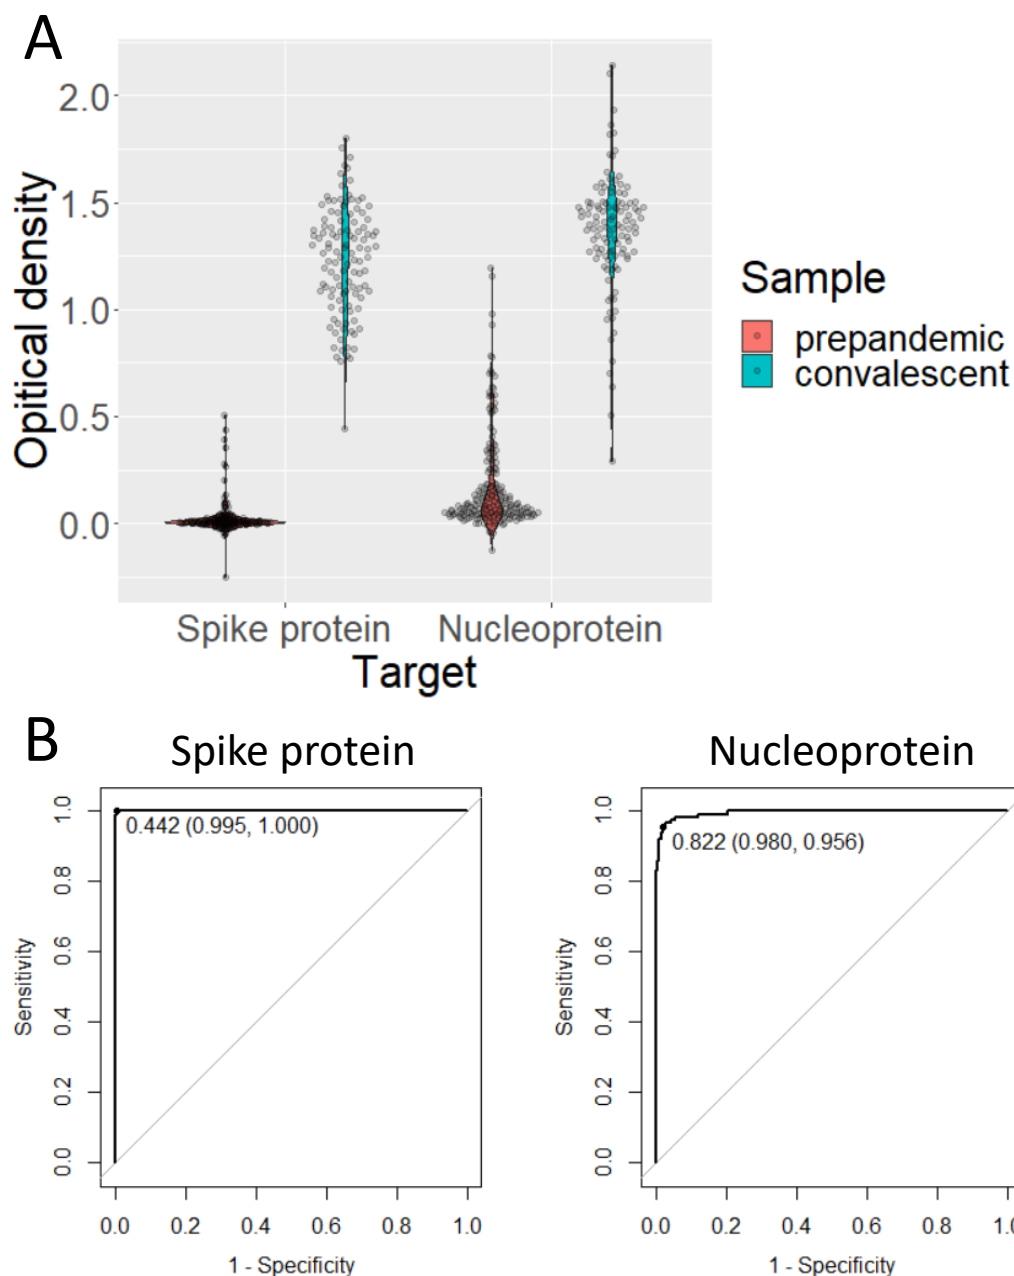 A
Opitical density
2.0
1.5
1.0
0.5
0.0
Spike protein
Nucleoprotein
Target
Sample
prepandemic
convalescent
B
Spike protein
Nucleoprotein
Sensitivity
1.0
0.8
0.6
0.4
0.2
0.0
0.442 (0.995, 1.000)
0.0 0.2 0.4 0.6 0.8 1.0
1 - Specificity
Sensitivity
1.0
0.8
0.6
0.4
0.2
0.0
0.822 (0.980, 0.956)
0.0 0.2 0.4 0.6 0.8 1.0
1 - Specificity